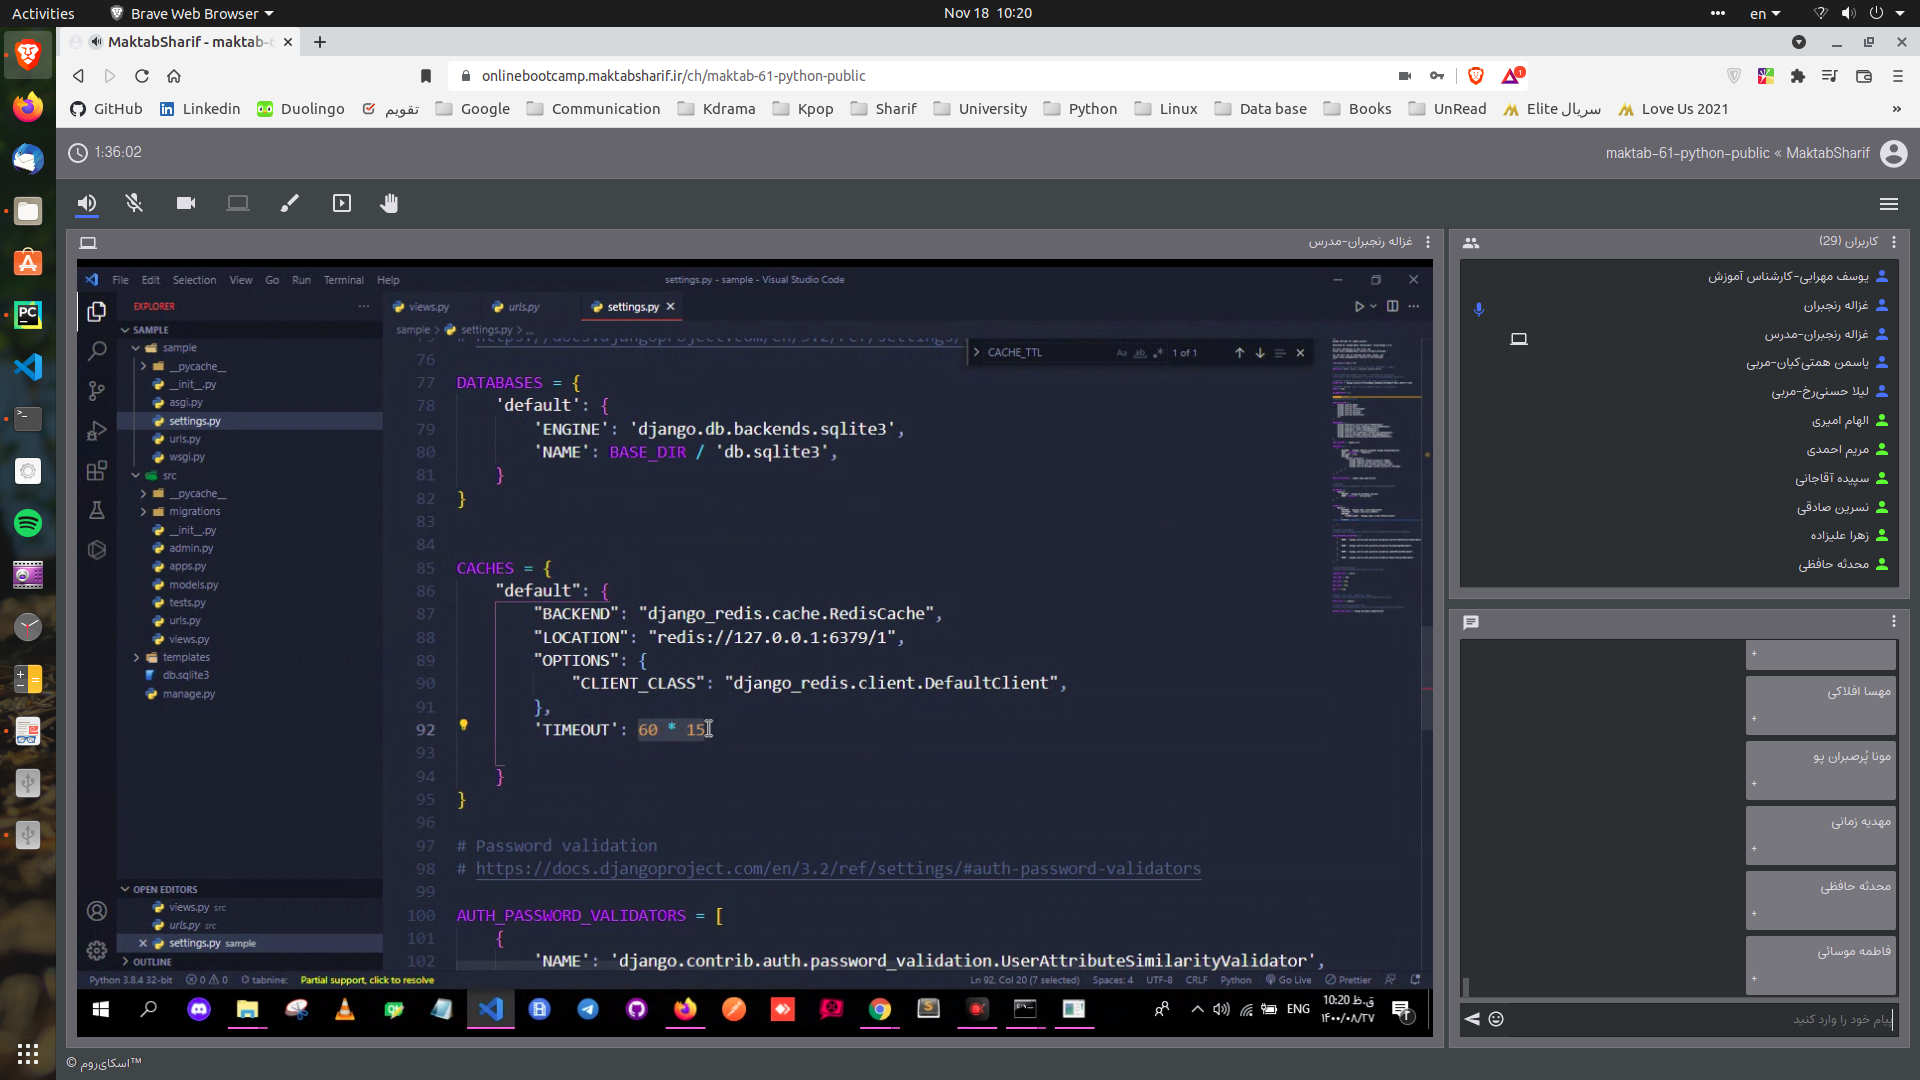 Activities
Brave Web Browser
Nov 18 10:20
en
MaktabSharif - maktab-6
onlinebootcamp.maktabsharif.ir/ch/maktab-61-python-public
1
GitHub
Linkedin
Duolingo
تقویم
Google
Communication
Kdrama
Kpop
Sharif
University
Python
Linux
Data base
Books
UnRead
سریال Elite
Love Us 2021
»
1:36:02
maktab-61-python-public « MaktabSharif
غزاله رنجبران-مدرس
File Edit Selection View Go Run Terminal Help
settings.py - sample - Visual Studio Code
EXPLORER
views.py
urls.py
settings.py
SAMPLE
sample > settings.py > ...
sample
__pycache__
__init__.py
asgi.py
settings.py
urls.py
wsgi.py
src
__pycache__
migrations
__init__.py
admin.py
apps.py
models.py
tests.py
urls.py
views.py
templates
db.sqlite3
manage.py
OPEN EDITORS
views.py src
urls.py src
settings.py sample
OUTLINE
CACHE_TTL
Aa
ab
1 of 1
76
77 DATABASES = {
78 'default': {
79 'ENGINE': 'django.db.backends.sqlite3',
80 'NAME': BASE_DIR / 'db.sqlite3',
81 }
82 }
83
84
85 CACHES = {
86 "default": {
87 "BACKEND": "django_redis.cache.RedisCache",
88 "LOCATION": "redis://127.0.0.1:6379/1",
89 "OPTIONS": {
90 "CLIENT_CLASS": "django_redis.client.DefaultClient",
91 },
92 'TIMEOUT': 60 * 15
93
94 }
95 }
96
97 # Password validation
98 # https://docs.djangoproject.com/en/3.2/ref/settings/#auth-password-validators
99
100 AUTH_PASSWORD_VALIDATORS = [
101 {
102 'NAME': 'django.contrib.auth.password_validation.UserAttributeSimilarityValidator',
Python 3.8.4 32-bit
0
0
tabnine:
Partial support, click to resolve
Ln 92, Col 20 (7 selected)
Spaces: 4
UTF-8
CRLF
Python
Go Live
Prettier
ENG
10:20 ق.ظ
۱۴۰۰/۰۸/۲۷
کاربران (29)
یوسف مهرابی-کارشناس آموزش
غزاله رنجبران
غزاله رنجبران-مدرس
یاسمن همتی‌کیان-مربی
لیلا حسنی‌رخ-مربی
الهام امیری
مریم احمدی
سپیده آقاجانی
نسرین صادقی
زهرا علیزاده
محدثه حافظی
+
مهسا افلاکی
+
مونا پُرصبران پو
+
مهدیه زمانی
+
محدثه حافظی
+
فاطمه موسائی
+
پیام خود را وارد کنید
© اسکای‌روم™